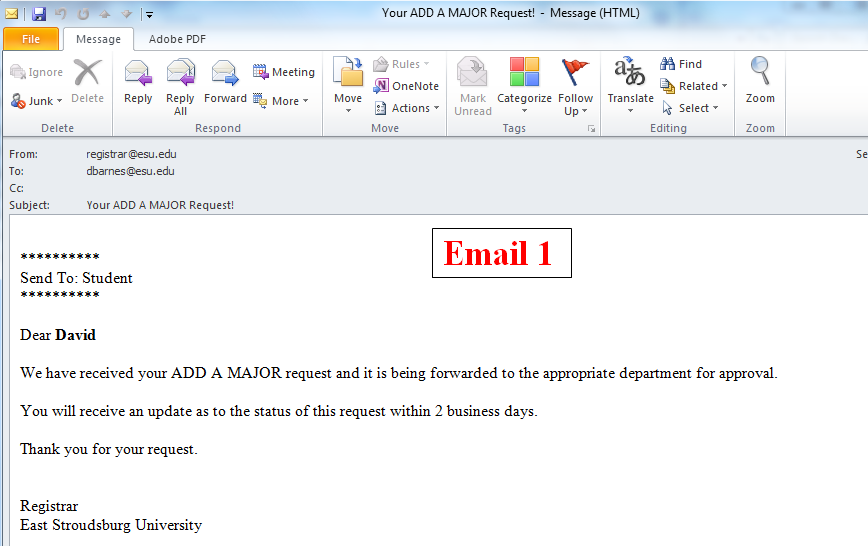 Your ADD A MAJOR Request! - Message (HTML)
File Message Adobe PDF
Ignore
Junk
Delete
Delete
Reply
Reply All
Forward
Meeting
More
Respond
Move
Rules
OneNote
Actions
Move
Mark Unread
Categorize
Follow Up
Tags
Translate
Find
Related
Select
Editing
Zoom
Zoom
From: registrar@esu.edu
Se
To: dbarnes@esu.edu
Cc:
Subject: Your ADD A MAJOR Request!
Email 1
**********
Send To: Student
**********
Dear David
We have received your ADD A MAJOR request and it is being forwarded to the appropriate department for approval.
You will receive an update as to the status of this request within 2 business days.
Thank you for your request.
Registrar
East Stroudsburg University